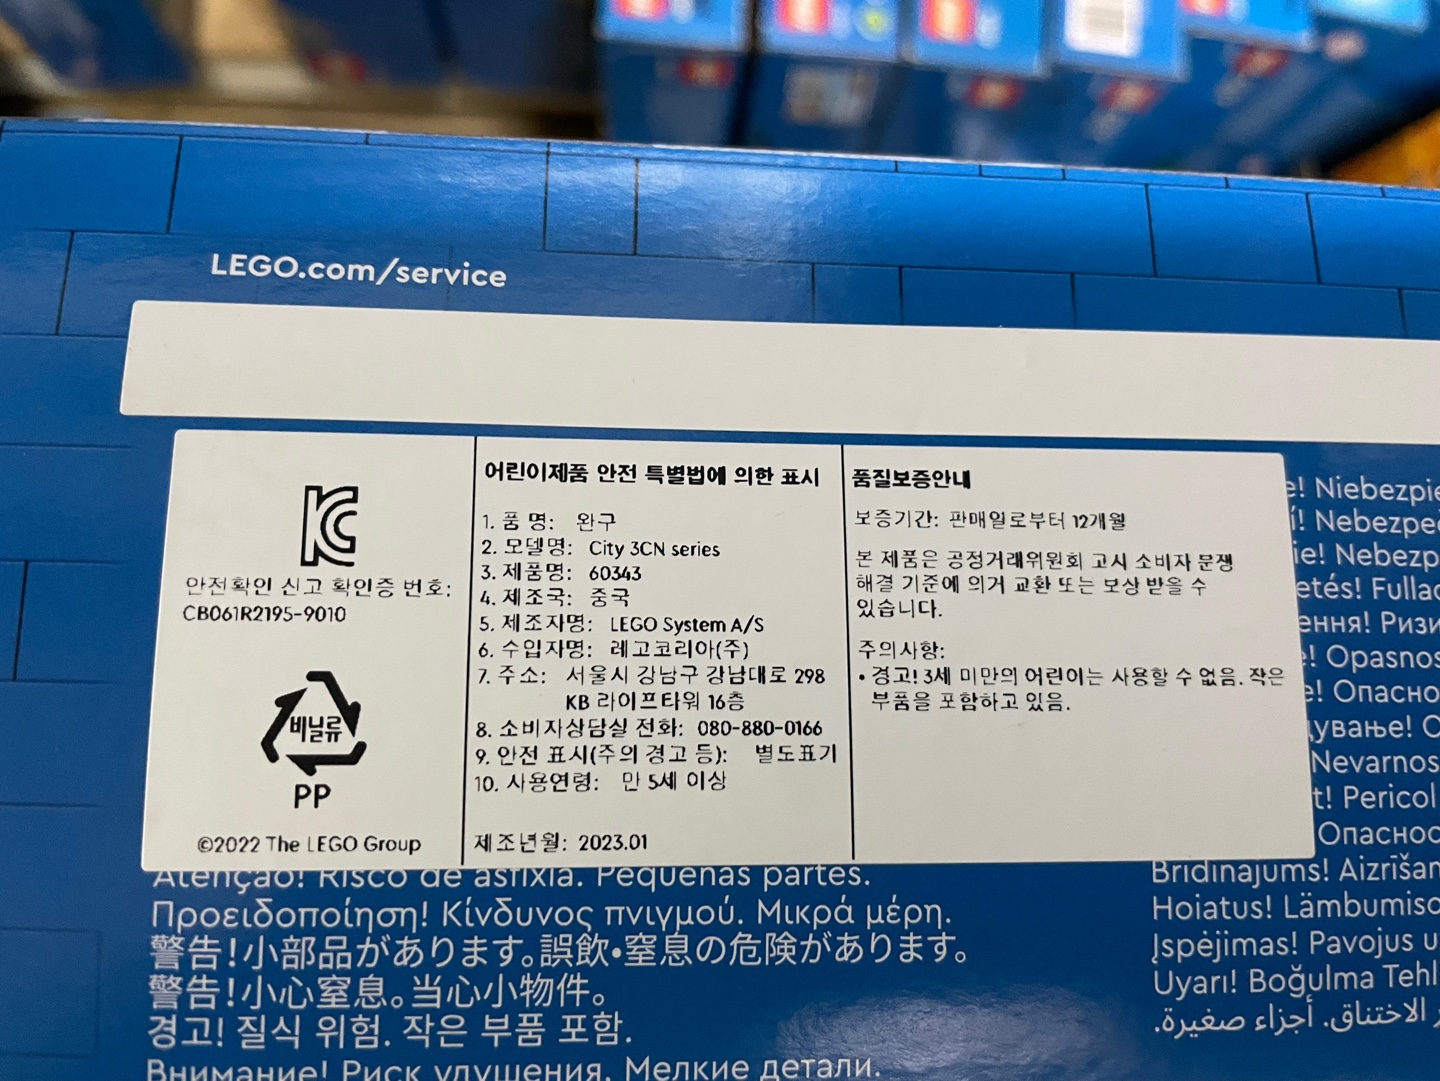 LEGO.com/service
KC
안전확인 신고 확인증 번호:
CB061R2195-9010
비닐류
PP
©2022 The LEGO Group
어린이제품 안전 특별법에 의한 표시
1. 품 명: 완구
2. 모델명: City 3CN series
3. 제품명: 60343
4. 제조국: 중국
5. 제조자명: LEGO System A/S
6. 수입자명: 레고코리아(주)
7. 주소: 서울시 강남구 강남대로 298
KB 라이프타워 16층
8. 소비자상담실 전화: 080-880-0166
9. 안전 표시(주의 경고 등): 별도표기
10. 사용연령: 만 5세 이상
제조년월: 2023.01
품질보증안내
보증기간: 판매일로부터 12개월
본 제품은 공정거래위원회 고시 소비자 분쟁
해결 기준에 의거 교환 또는 보상 받을 수
있습니다.
주의사항:
• 경고! 3세 미만의 어린이는 사용할 수 없음. 작은
부품을 포함하고 있음.
Atenção! Risco de asfixia. Pequenas partes.
Προειδοποίηση! Κίνδυνος πνιγμού. Μικρά μέρη.
警告!小部品があります。誤飲•窒息の危険があります。
警告!小心窒息。当心小物件。
경고! 질식 위험. 작은 부품 포함.
Внимание! Риск удушения. Мелкие детали.
! Niebezpie
! Nebezpe
! Nebezp
! Fulla
! Ризи
! Opasnos
! Опасно
!
Nevarnos
! Pericol
Опаснос
Brīdinājums! Aizrīšan
Hoiatus! Lämbumiso
Įspėjimas! Pavojus u
Uyarı! Boğulma Tehl
الاختناق. أجزاء صغيرة.